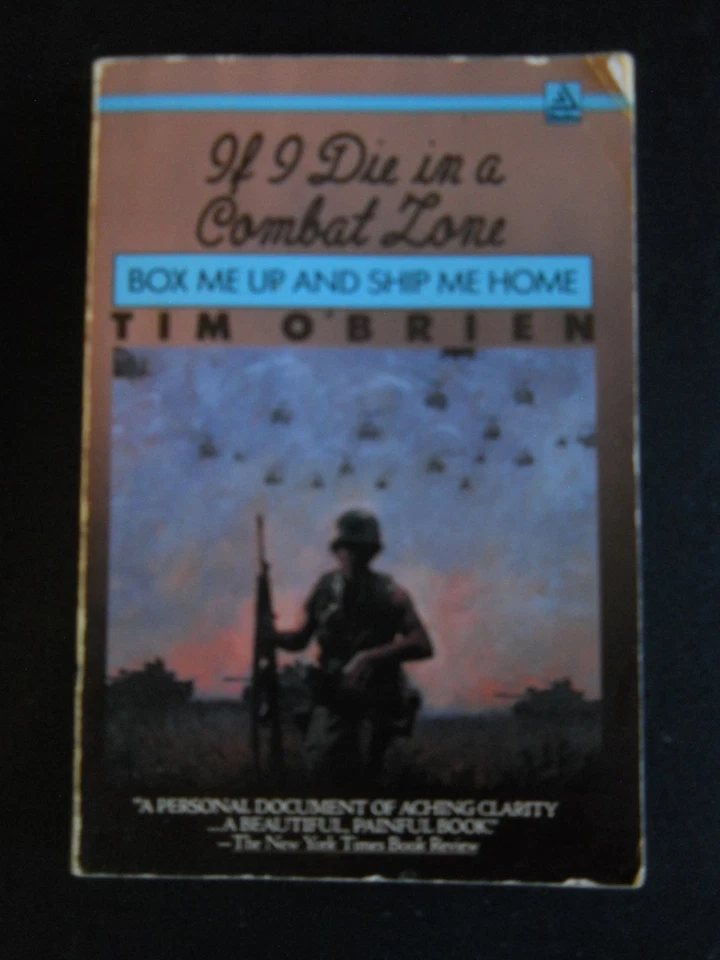 If I Die in a
Combat Zone
BOX ME UP AND SHIP ME HOME
TIM O'BRIEN
"A PERSONAL DOCUMENT OF ACHING CLARITY
...A BEAUTIFUL, PAINFUL BOOK."
—The New York Times Book Review